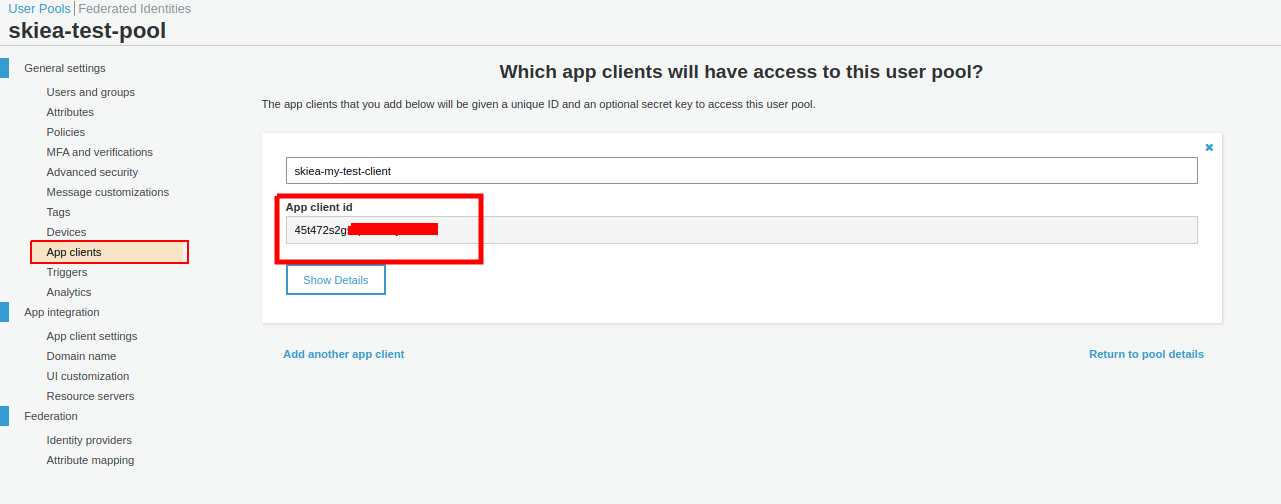 User Pools Federated Identities
skiea-test-pool
General settings
Users and groups
Attributes
Policies
MFA and verifications
Advanced security
Message customizations
Tags
Devices
App clients
Triggers
Analytics
App integration
App client settings
Domain name
UI customization
Resource servers
Federation
Identity providers
Attribute mapping
Which app clients will have access to this user pool?
The app clients that you add below will be given a unique ID and an optional secret key to access this user pool.
skiea-my-test-client
App client id
45t472s2g
Show Details
Add another app client
Return to pool details